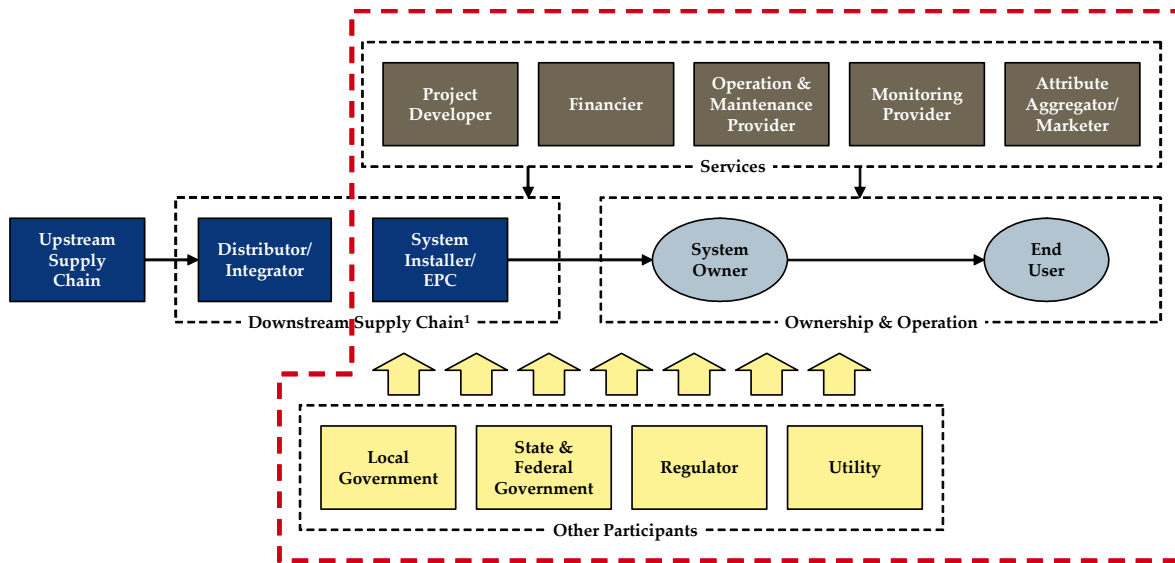 Project
Developer
Financier
Operation &
Maintenance
Provider
Monitoring
Provider
Attribute
Aggregator/
Marketer
Services
Upstream
Supply
Chain
Distributor/
Integrator
System
Installer/
EPC
System
Owner
End
User
Downstream Supply Chain¹
Ownership & Operation
Local
Government
State &
Federal
Government
Regulator
Utility
Other Participants